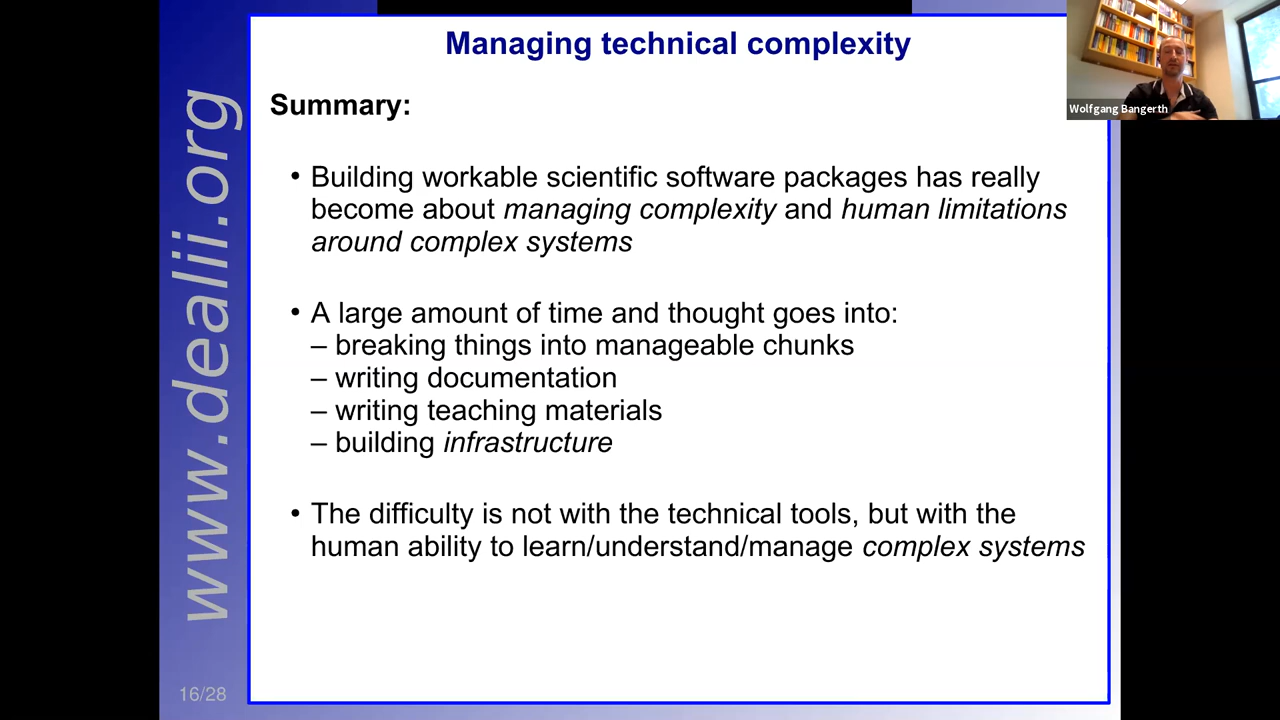 Managing technical complexity
Wolfgang Bangerth
Summary:
• Building workable scientific software packages has really
become about managing complexity and human limitations
around complex systems
• A large amount of time and thought goes into:
– breaking things into manageable chunks
– writing documentation
– writing teaching materials
– building infrastructure
• The difficulty is not with the technical tools, but with the
human ability to learn/understand/manage complex systems
www.dealii.org
16/28